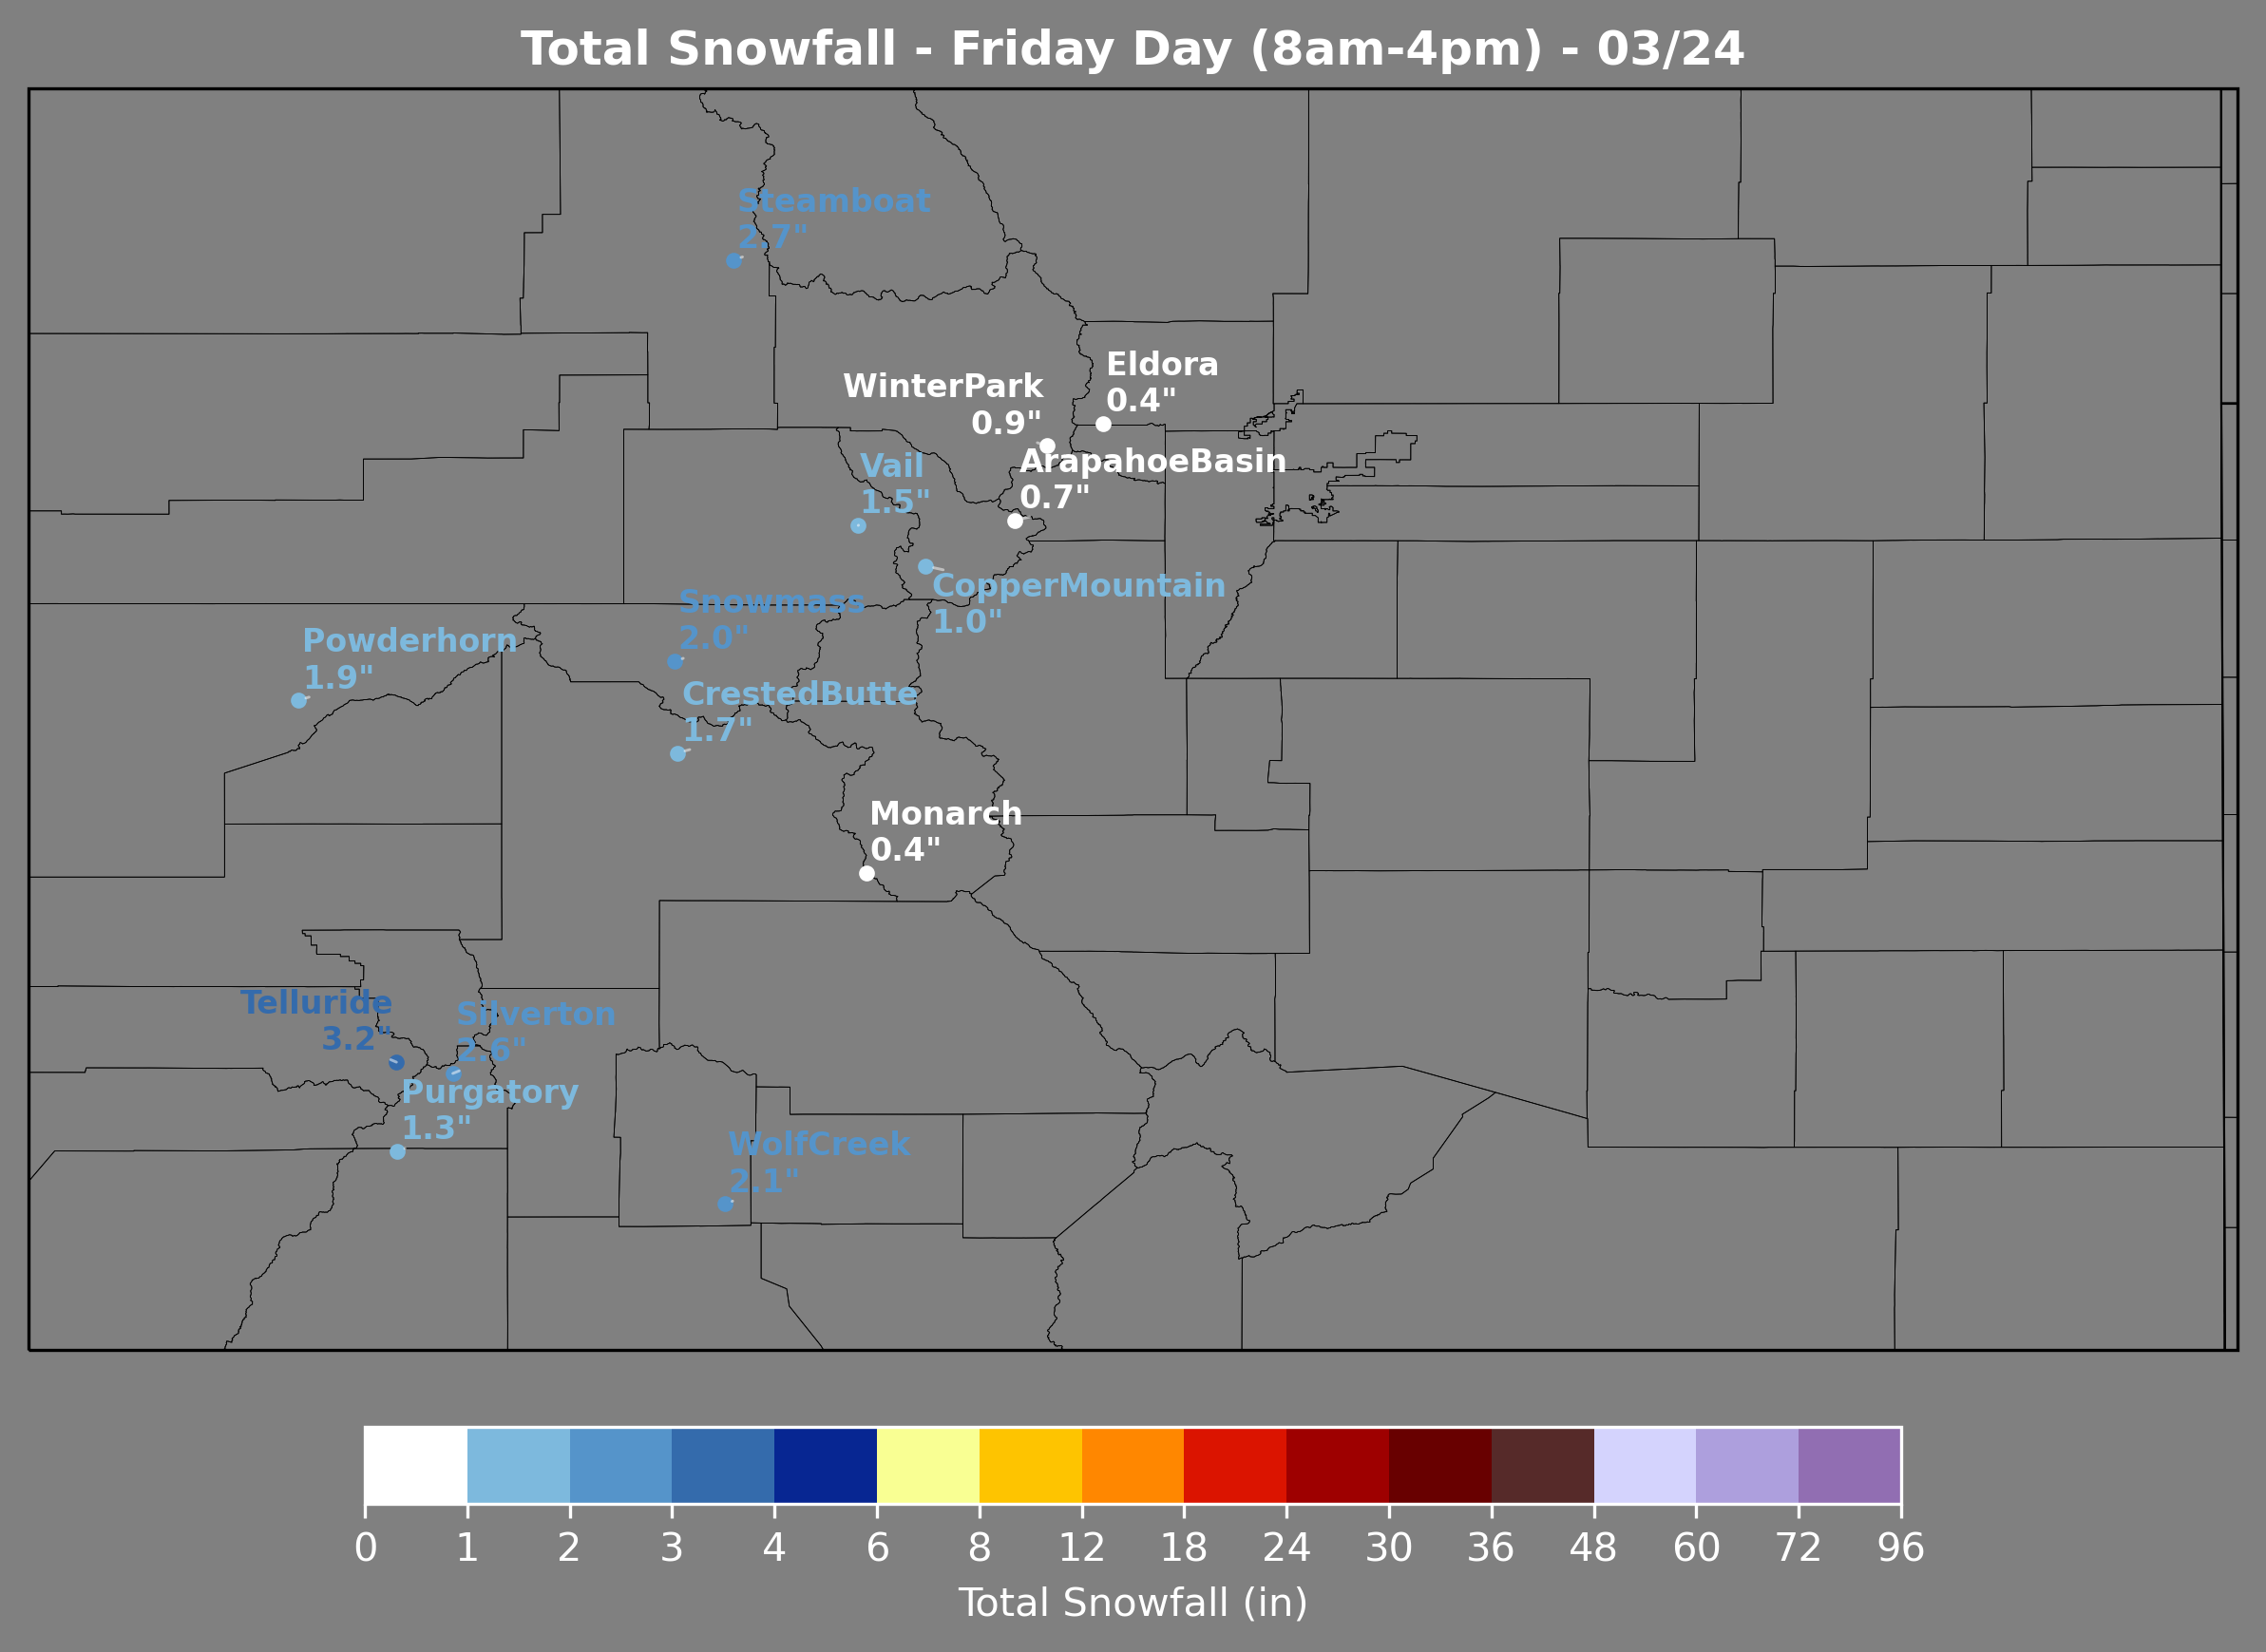 Total Snowfall - Friday Day (8am-4pm) - 03/24
Steamboat
2.7"
Eldora
0.4"
WinterPark
0.9"
ArapahoeBasin
0.7"
Vail
1.5"
CopperMountain
1.0"
Snowmass
2.0"
Powderhorn
1.9"
CrestedButte
1.7"
Monarch
0.4"
Telluride
3.2"
Silverton
2.6"
Purgatory
1.3"
WolfCreek
2.1"
0 1 2 3 4 6 8 12 18 24 30 36 48 60 72 96
Total Snowfall (in)